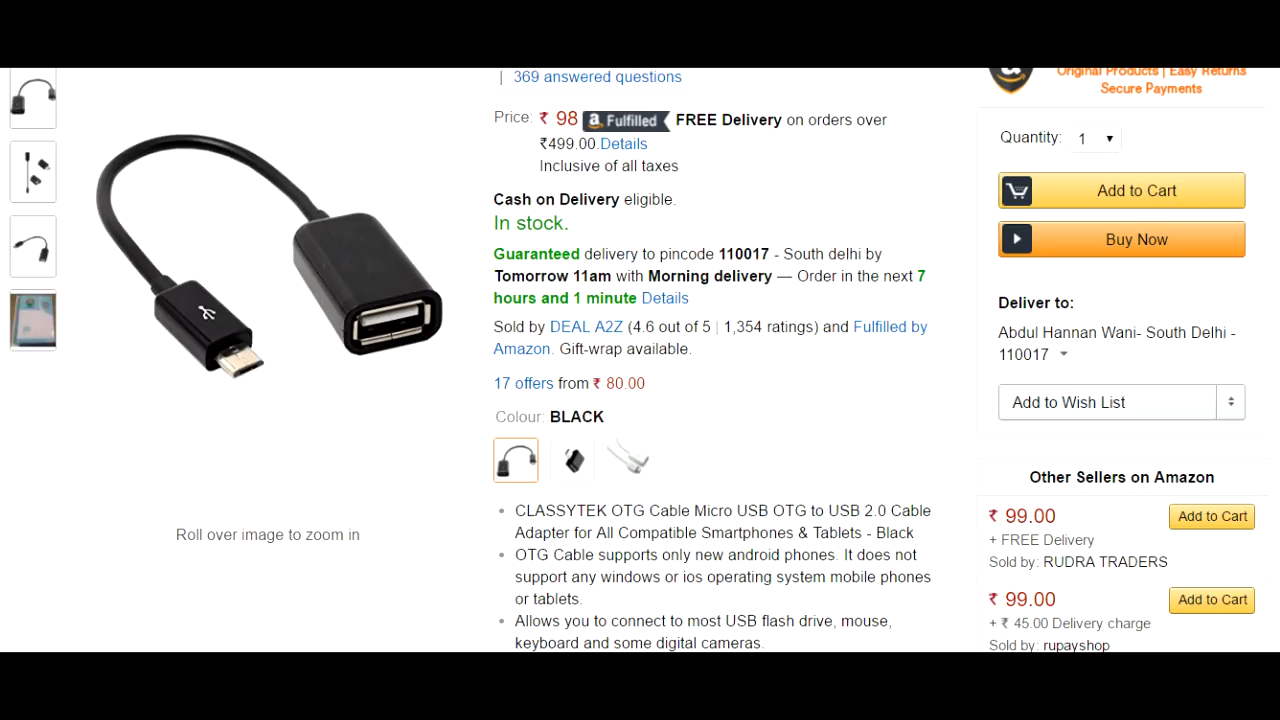 | 369 answered questions
Price: ₹ 98 a Fulfilled FREE Delivery on orders over
₹499.00.Details
Inclusive of all taxes
Cash on Delivery eligible.
In stock.
Guaranteed delivery to pincode 110017 - South delhi by
Tomorrow 11am with Morning delivery — Order in the next 7
hours and 1 minute Details
Sold by DEAL A2Z (4.6 out of 5 | 1,354 ratings) and Fulfilled by
Amazon. Gift-wrap available.
17 offers from ₹ 80.00
Colour: BLACK
• CLASSYTEK OTG Cable Micro USB OTG to USB 2.0 Cable
Adapter for All Compatible Smartphones & Tablets - Black
• OTG Cable supports only new android phones. It does not
support any windows or ios operating system mobile phones
or tablets.
• Allows you to connect to most USB flash drive, mouse,
keyboard and some digital cameras.
Roll over image to zoom in
Original Products | Easy Returns
Secure Payments
Quantity: 1
Add to Cart
Buy Now
Deliver to:
Abdul Hannan Wani- South Delhi -
110017
Add to Wish List
Other Sellers on Amazon
₹ 99.00 Add to Cart
+ FREE Delivery
Sold by: RUDRA TRADERS
₹ 99.00 Add to Cart
+ ₹ 45.00 Delivery charge
Sold by: rupayshop